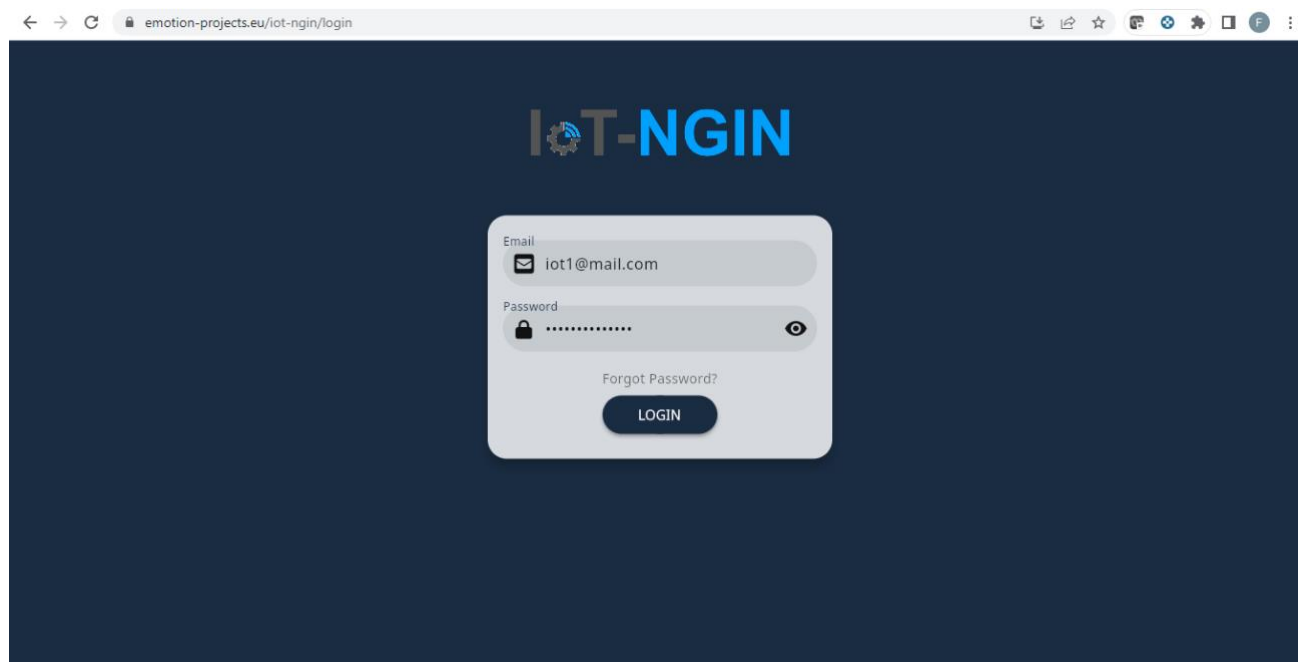 emotion-projects.eu/iot-ngin/login
F
IoT-NGIN
Email
iot1@mail.com
Password
••••••••••••••
Forgot Password?
LOGIN